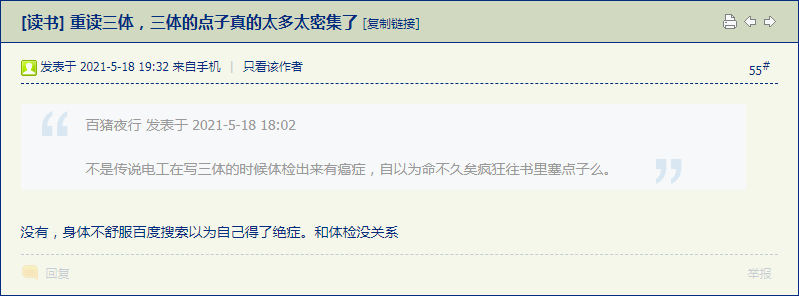 [读书] 重读三体，三体的点子真的太多太密集了 [复制链接]
发表于 2021-5-18 19:32 来自手机 | 只看该作者 55#
百猪夜行 发表于 2021-5-18 18:02
不是传说电工在写三体的时候体检出来有癌症，自以为命不久矣疯狂往书里塞点子么。
没有，身体不舒服百度搜索以为自己得了绝症。和体检没关系
回复 举报